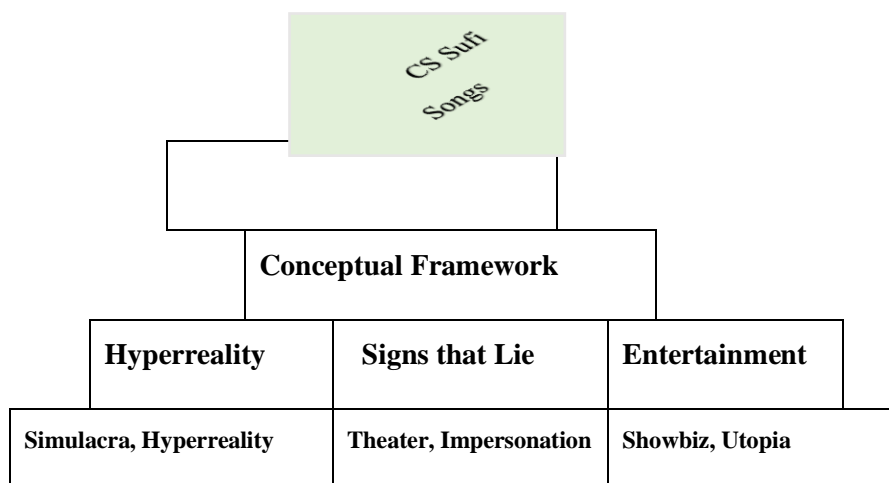 CS Sufi
Songs
Conceptual Framework
Hyperreality Signs that Lie Entertainment
Simulacra, Hyperreality Theater, Impersonation Showbiz, Utopia